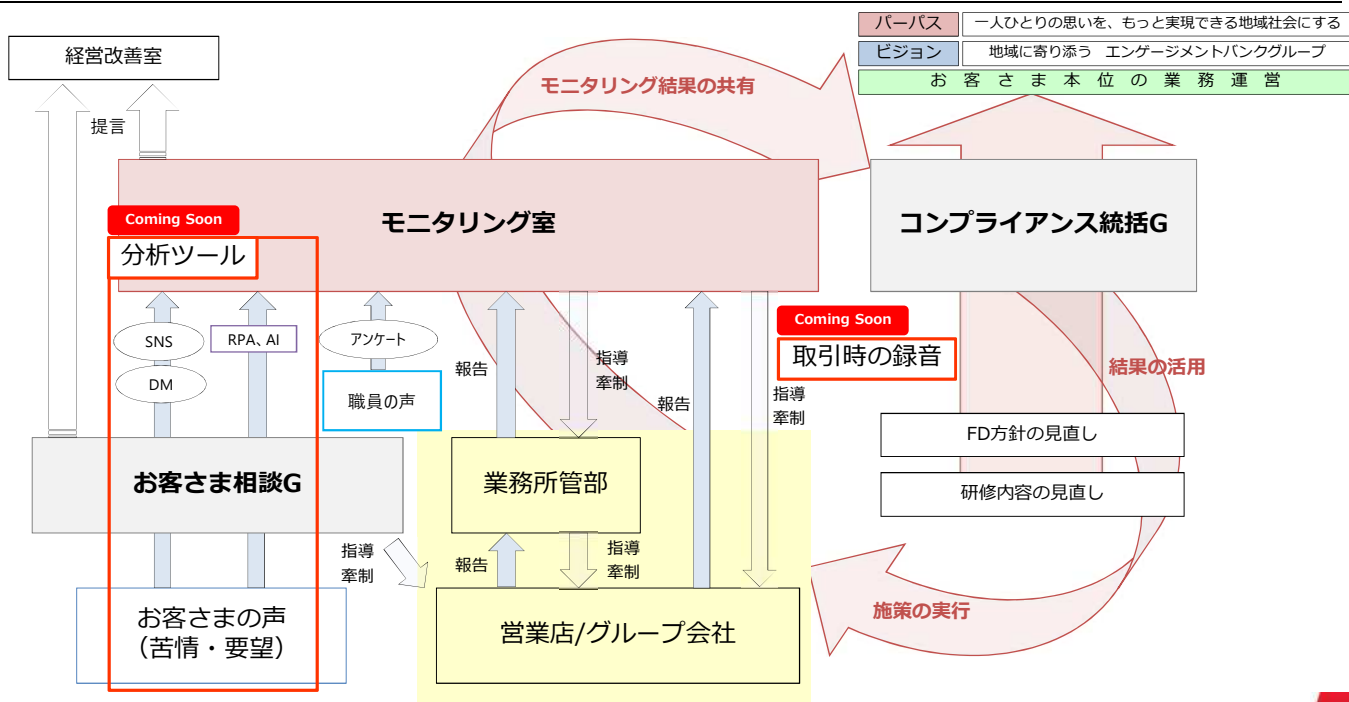 パーパス
一人ひとりの思いを、もっと実現できる地域社会にする
ビジョン
地域に寄り添う　エンゲージメントバンクグループ
お客さま本位の業務運営
経営改善室
提言
モニタリング結果の共有
モニタリング室
コンプライアンス統括G
Coming Soon
分析ツール
SNS
DM
RPA、AI
アンケート
職員の声
報告
指導
牽制
報告
Coming Soon
取引時の録音
指導
牽制
結果の活用
FD方針の見直し
研修内容の見直し
お客さま相談G
業務所管部
指導
牽制
報告
指導
牽制
お客さまの声
（苦情・要望）
営業店/グループ会社
施策の実行